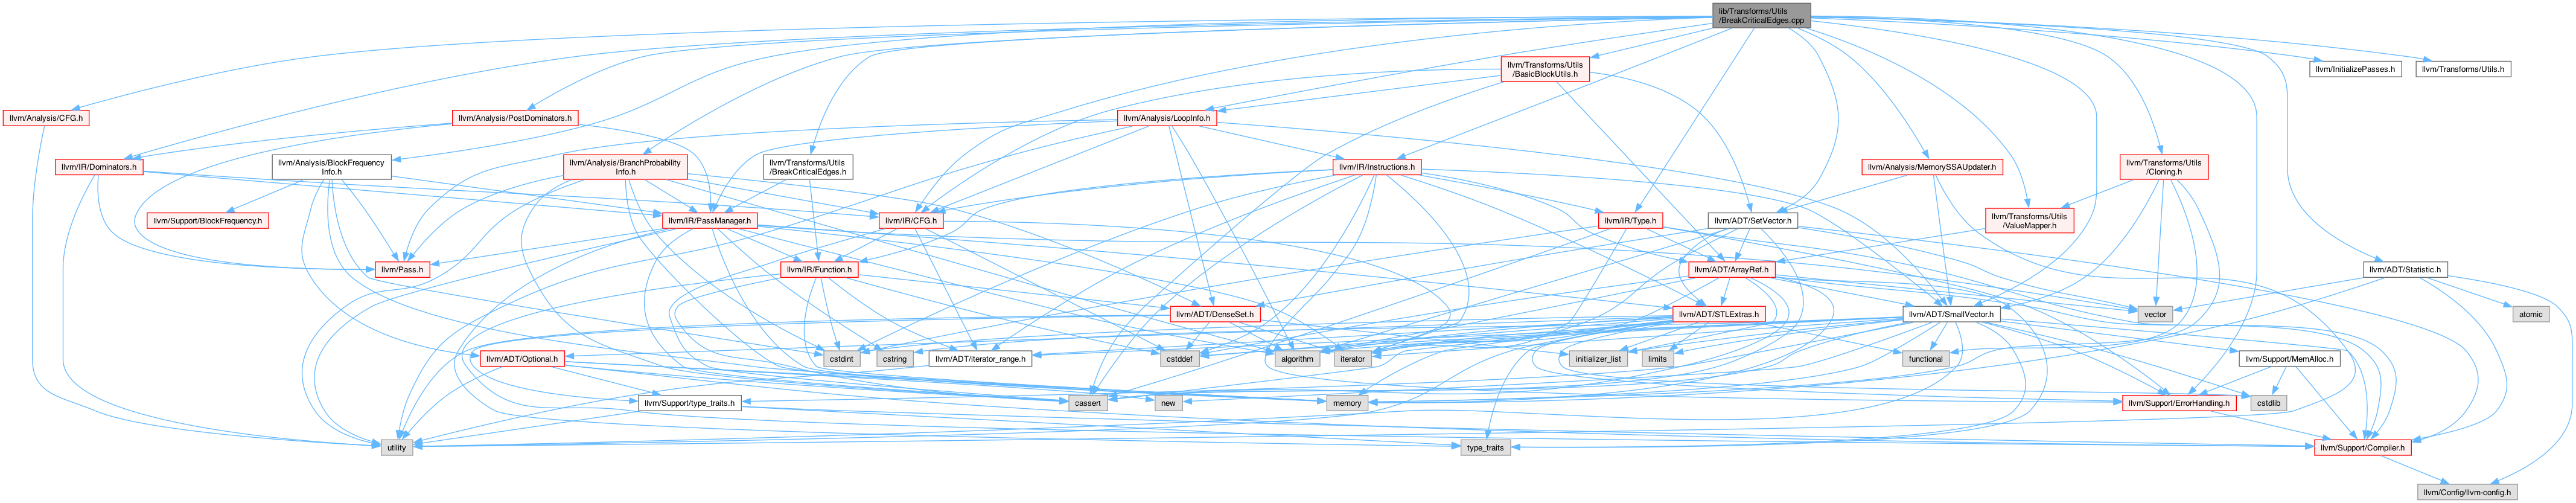 lib/Transforms/Utils
/BreakCriticalEdges.cpp
llvm/Transforms/Utils
/BasicBlockUtils.h
llvm/InitializePasses.h
llvm/Transforms/Utils.h
llvm/Analysis/CFG.h
llvm/Analysis/PostDominators.h
llvm/Analysis/LoopInfo.h
llvm/IR/Dominators.h
llvm/Analysis/BlockFrequency
Info.h
llvm/Analysis/BranchProbability
Info.h
llvm/Transforms/Utils
/BreakCriticalEdges.h
llvm/IR/Instructions.h
llvm/Analysis/MemorySSAUpdater.h
llvm/Transforms/Utils
/Cloning.h
llvm/Support/BlockFrequency.h
llvm/IR/PassManager.h
llvm/IR/CFG.h
llvm/IR/Type.h
llvm/ADT/SetVector.h
llvm/Transforms/Utils
/ValueMapper.h
llvm/Pass.h
llvm/IR/Function.h
llvm/ADT/ArrayRef.h
llvm/ADT/Statistic.h
llvm/ADT/DenseSet.h
llvm/ADT/STLExtras.h
llvm/ADT/SmallVector.h
vector
atomic
llvm/ADT/Optional.h
cstdint
cstring
llvm/ADT/iterator_range.h
cstddef
algorithm
iterator
initializer_list
limits
functional
llvm/Support/MemAlloc.h
llvm/Support/type_traits.h
cassert
new
memory
llvm/Support/ErrorHandling.h
cstdlib
utility
type_traits
llvm/Support/Compiler.h
llvm/Config/llvm-config.h